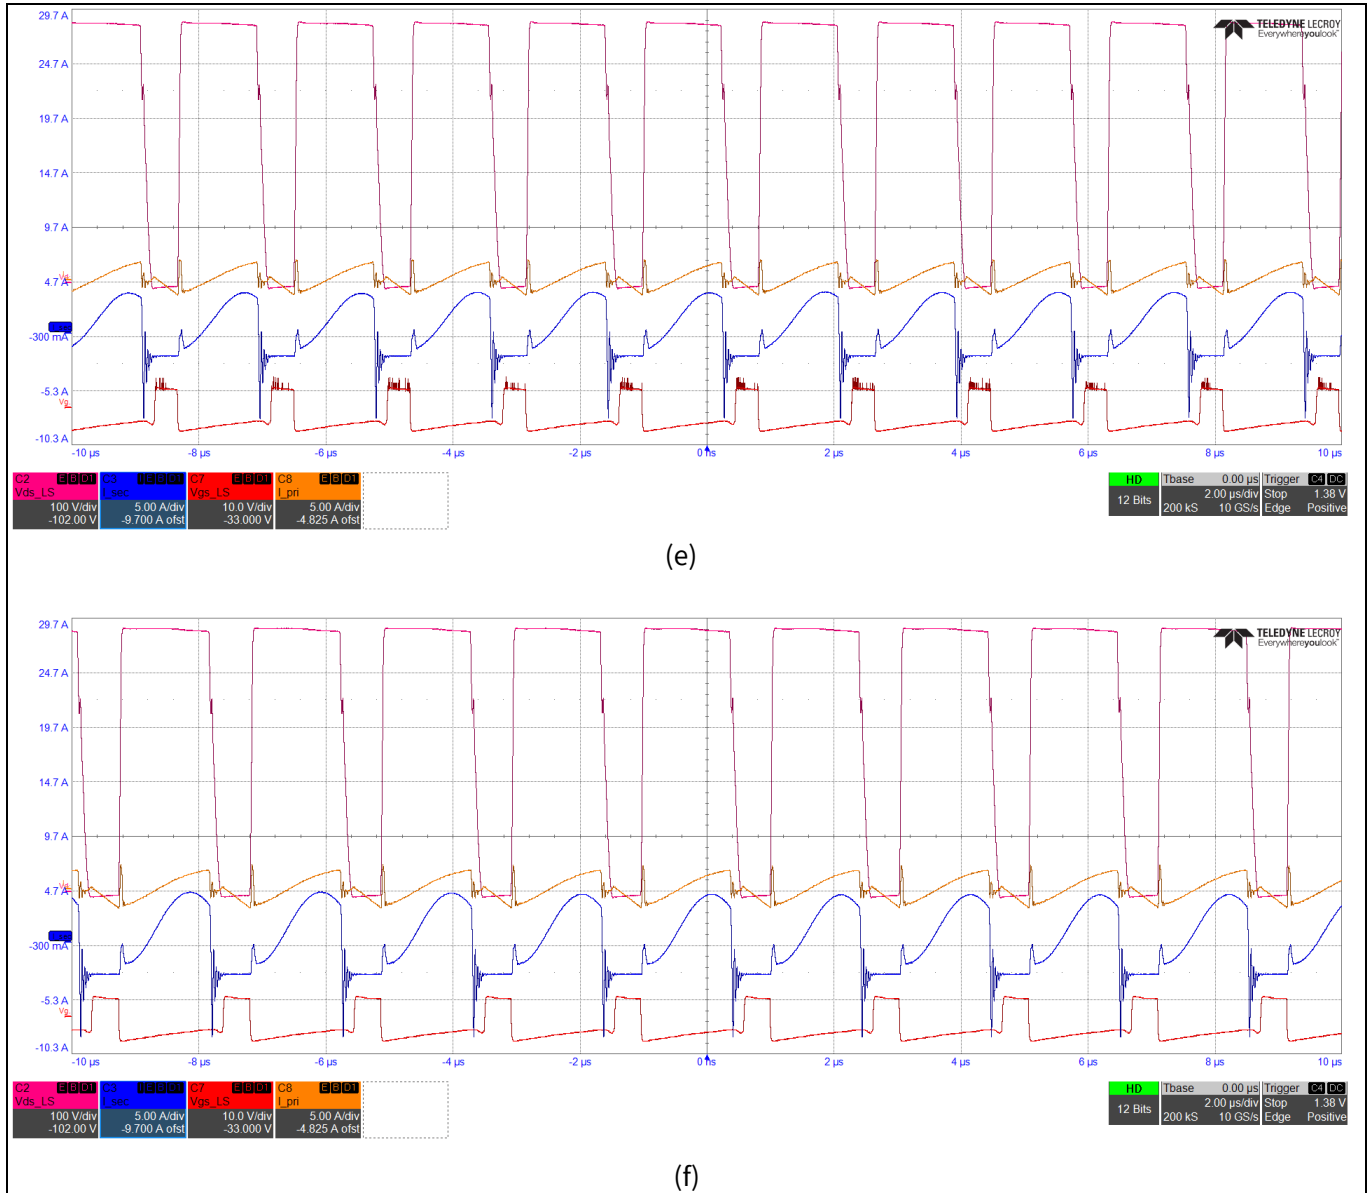 29.7 A
TELEDYNE LECROY
Everywhereyoulook™
24.7 A
19.7 A
14.7 A
9.7 A
4.7 A
-300 mA
-5.3 A
Vg
-10.3 A
-10 µs -8 µs -6 µs -4 µs -2 µs 0 ns 2 µs 4 µs 6 µs 8 µs 10 µs
C2 C3 C7 C8
Vds_LS I_sec Vgs_LS I_pri
100 V/div 5.00 A/div 10.0 V/div 5.00 A/div
-102.00 V -9.700 A ofst -33.000 V -4.825 A ofst
HD Tbase 0.00 µs Trigger C4 DC
12 Bits 2.00 µs/div Stop 1.38 V
200 kS 10 GS/s Edge Positive
(e)
29.7 A
TELEDYNE LECROY
Everywhereyoulook™
24.7 A
19.7 A
14.7 A
9.7 A
4.7 A
-300 mA
-5.3 A
Vg
-10.3 A
-10 µs -8 µs -6 µs -4 µs -2 µs 0 ns 2 µs 4 µs 6 µs 8 µs 10 µs
C2 C3 C7 C8
Vds_LS I_sec Vgs_LS I_pri
100 V/div 5.00 A/div 10.0 V/div 5.00 A/div
-102.00 V -9.700 A ofst -33.000 V -4.825 A ofst
HD Tbase 0.00 µs Trigger C4 DC
12 Bits 2.00 µs/div Stop 1.38 V
200 kS 10 GS/s Edge Positive
(f)